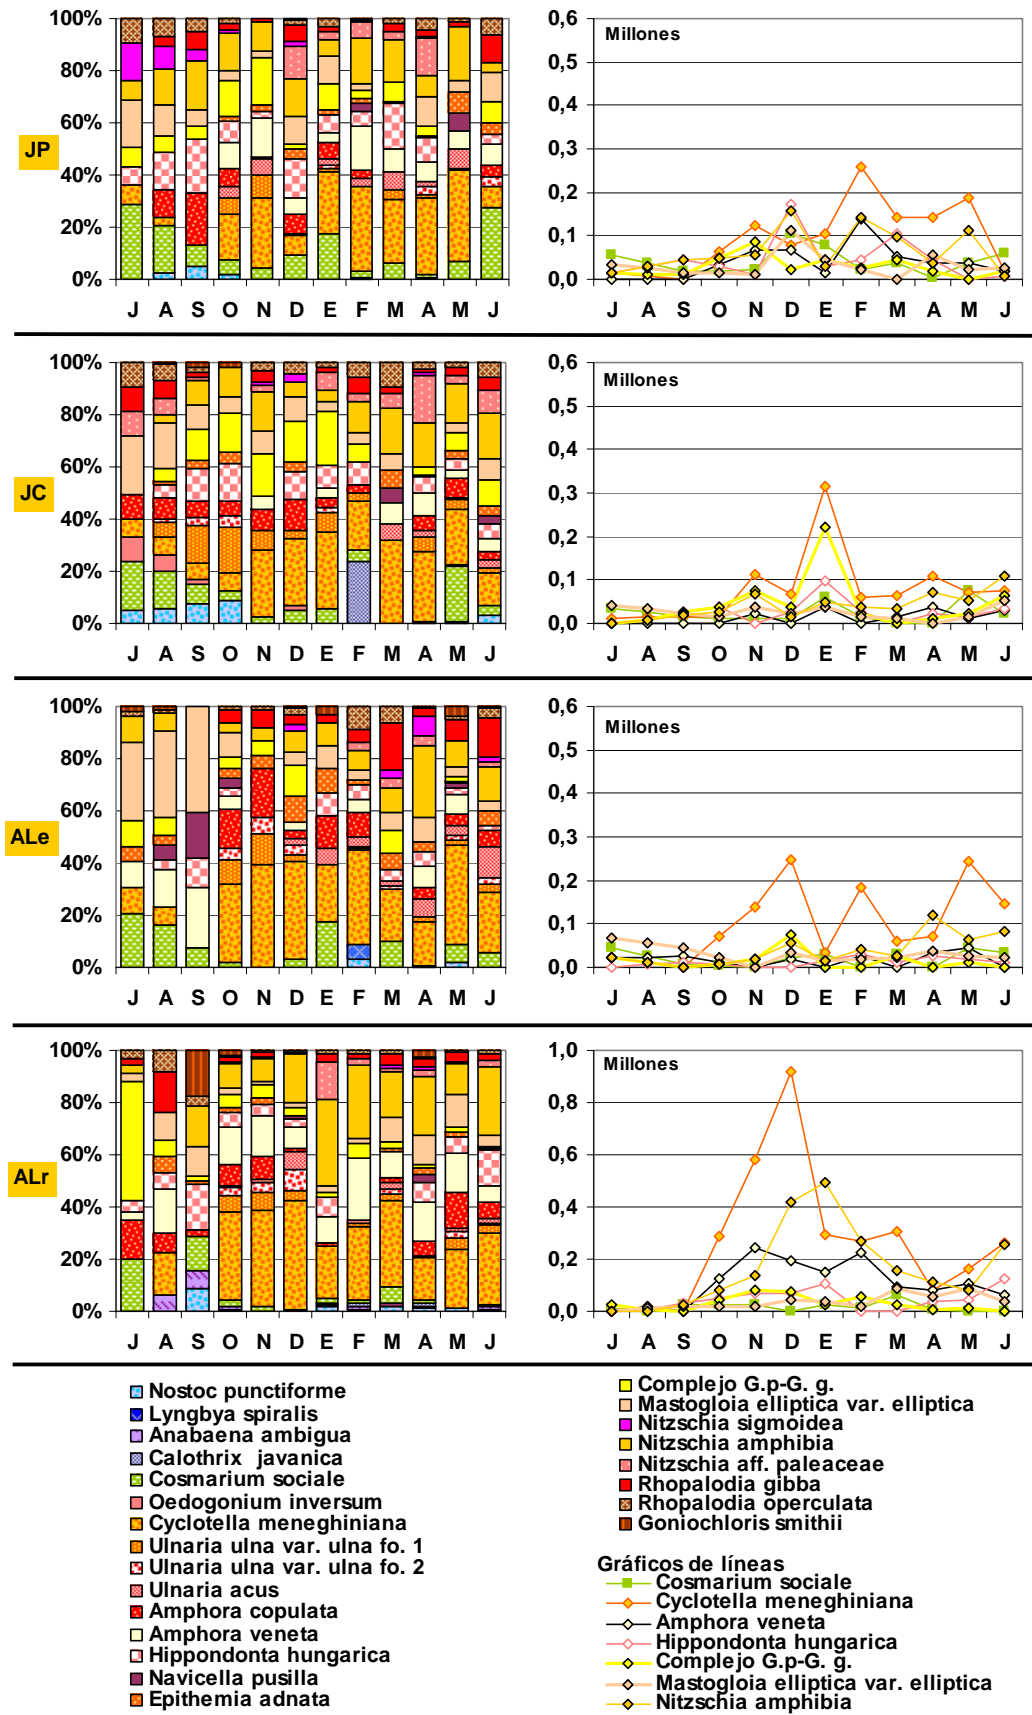 100%
80%
60%
40%
20%
0%
JP
J A S O N D E F M A M J
0,6
0,5
0,4
0,3
0,2
0,1
0,0
Millones
J A S O N D E F M A M J
100%
80%
60%
40%
20%
0%
JC
J A S O N D E F M A M J
0,6
0,5
0,4
0,3
0,2
0,1
0,0
Millones
J A S O N D E F M A M J
100%
80%
60%
40%
20%
0%
ALe
J A S O N D E F M A M J
0,6
0,5
0,4
0,3
0,2
0,1
0,0
Millones
J A S O N D E F M A M J
100%
80%
60%
40%
20%
0%
ALr
J A S O N D E F M A M J
1,0
0,8
0,6
0,4
0,2
0,0
Millones
J A S O N D E F M A M J
Nostoc punctiforme
Lyngbya spiralis
Anabaena ambigua
Calothrix javanica
Cosmarium sociale
Oedogonium inversum
Cyclotella meneghiniana
Ulnaria ulna var. ulna fo. 1
Ulnaria ulna var. ulna fo. 2
Ulnaria acus
Amphora copulata
Amphora veneta
Hippondonta hungarica
Navicella pusilla
Epithemia adnata
Complejo G.p-G. g.
Mastogloia elliptica var. elliptica
Nitzschia sigmoidea
Nitzschia amphibia
Nitzschia aff. paleaceae
Rhopalodia gibba
Rhopalodia operculata
Goniochloris smithii
Gráficos de líneas
Cosmarium sociale
Cyclotella meneghiniana
Amphora veneta
Hippondonta hungarica
Complejo G.p-G. g.
Mastogloia elliptica var. elliptica
Nitzschia amphibia